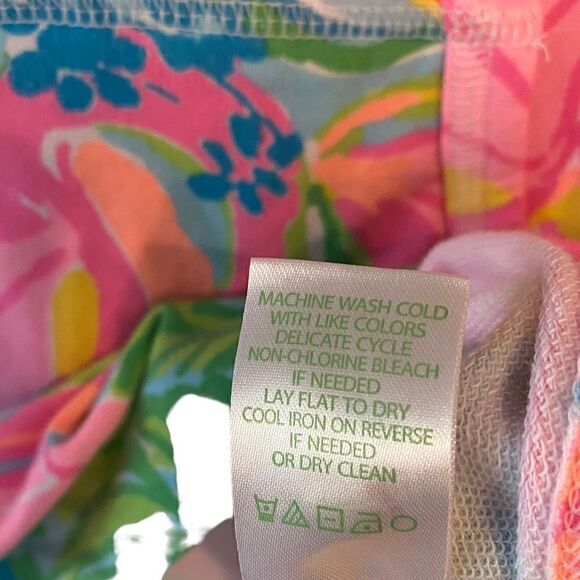 MACHINE WASH COLD
WITH LIKE COLORS
DELICATE CYCLE
NON-CHLORINE BLEACH
IF NEEDED
LAY FLAT TO DRY
COOL IRON ON REVERSE
IF NEEDED
OR DRY CLEAN